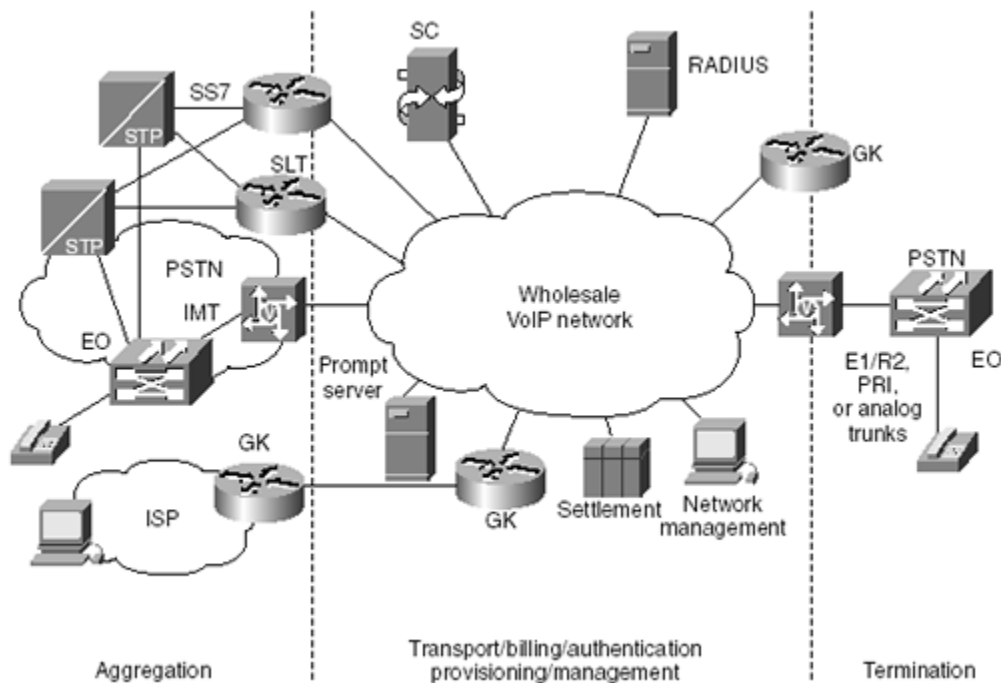 SC
RADIUS
SS7
STP
GK
SLT
STP
PSTN
IMT
V
EO
Wholesale
VoIP network
V
PSTN
EO
E1/R2,
PRI,
or analog
trunks
Prompt
server
GK
ISP
GK
Settlement
Network
management
Aggregation
Transport/billing/authentication
provisioning/management
Termination